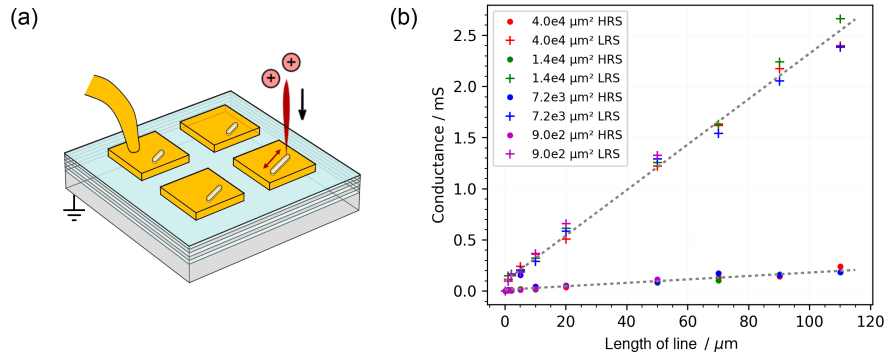 (a)
+ +
(b)
4.0e4 µm² HRS
4.0e4 µm² LRS
1.4e4 µm² HRS
1.4e4 µm² LRS
7.2e3 µm² HRS
7.2e3 µm² LRS
9.0e2 µm² HRS
9.0e2 µm² LRS
Conductance / mS
2.5
2.0
1.5
1.0
0.5
0.0
0 20 40 60 80 100 120
Length of line / µm